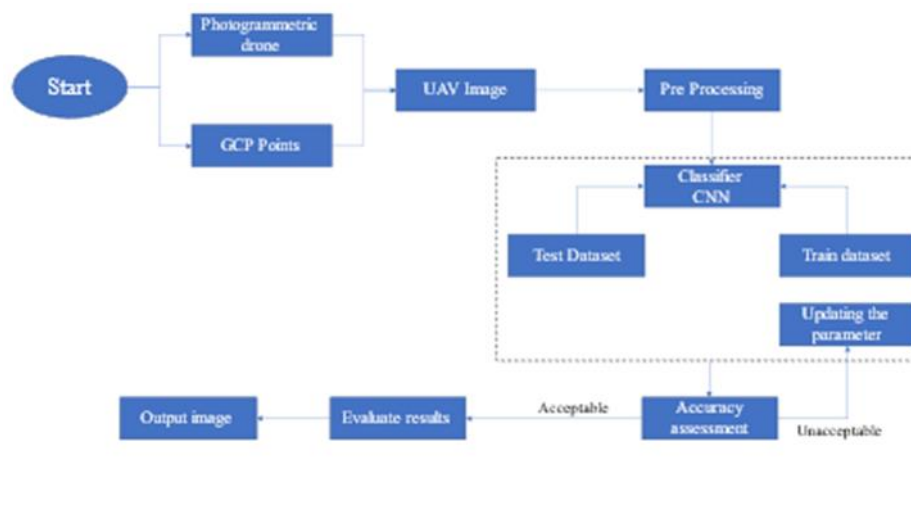 Photogrammetric
drone
Start
UAV Image
Pre Processing
GCP Points
Classifier
CNN
Test Dataset
Train dataset
Updating the
parameter
Output image
Evaluate results
Acceptable
Accuracy
assessment
Unacceptable